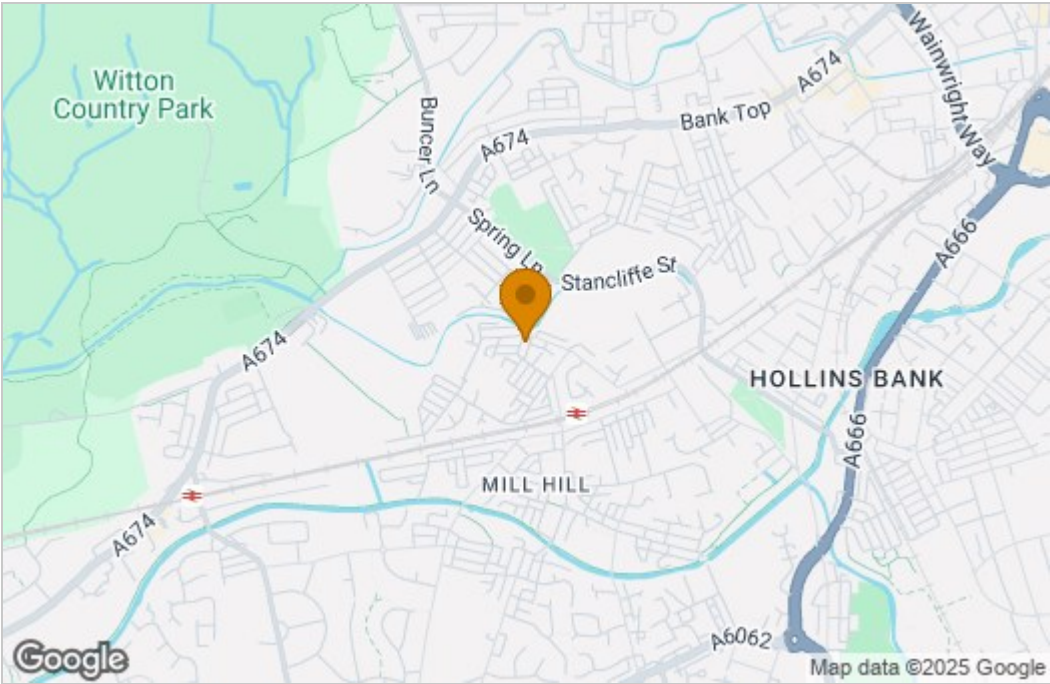 Wainwright Way
Witton
Country Park
A674
Bank Top
Buncer Ln
A674
Spring Ln
Stancliffe St
A666
A674
HOLLINS BANK
A666
MILL HILL
A674
A6062
Google
Map data ©2025 Google